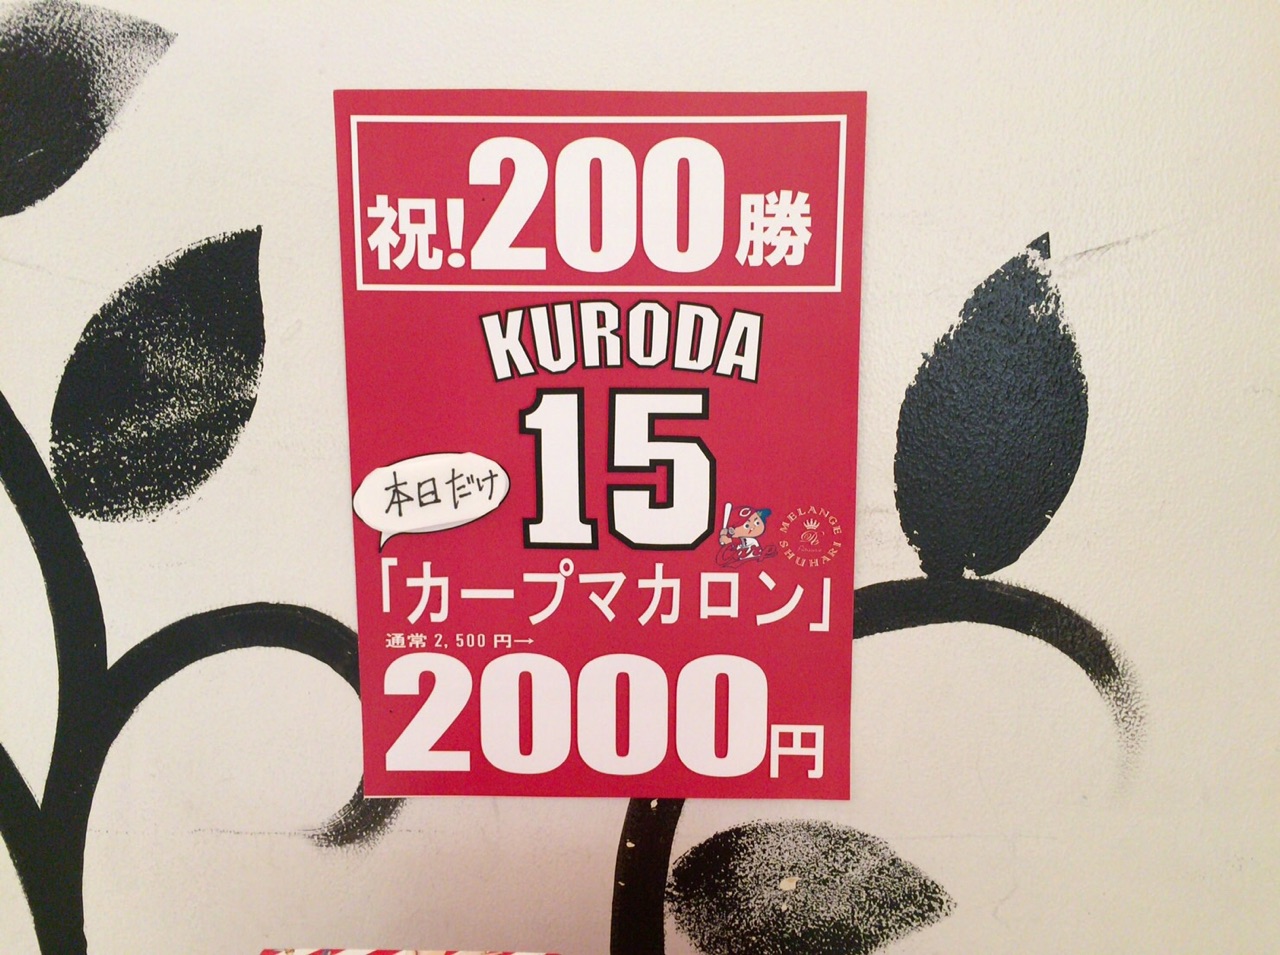 祝!200勝
KURODA
15
本日だけ
Carp
MELANGE
SHUHARI
「カープマカロン」
通常2,500円→
2000円